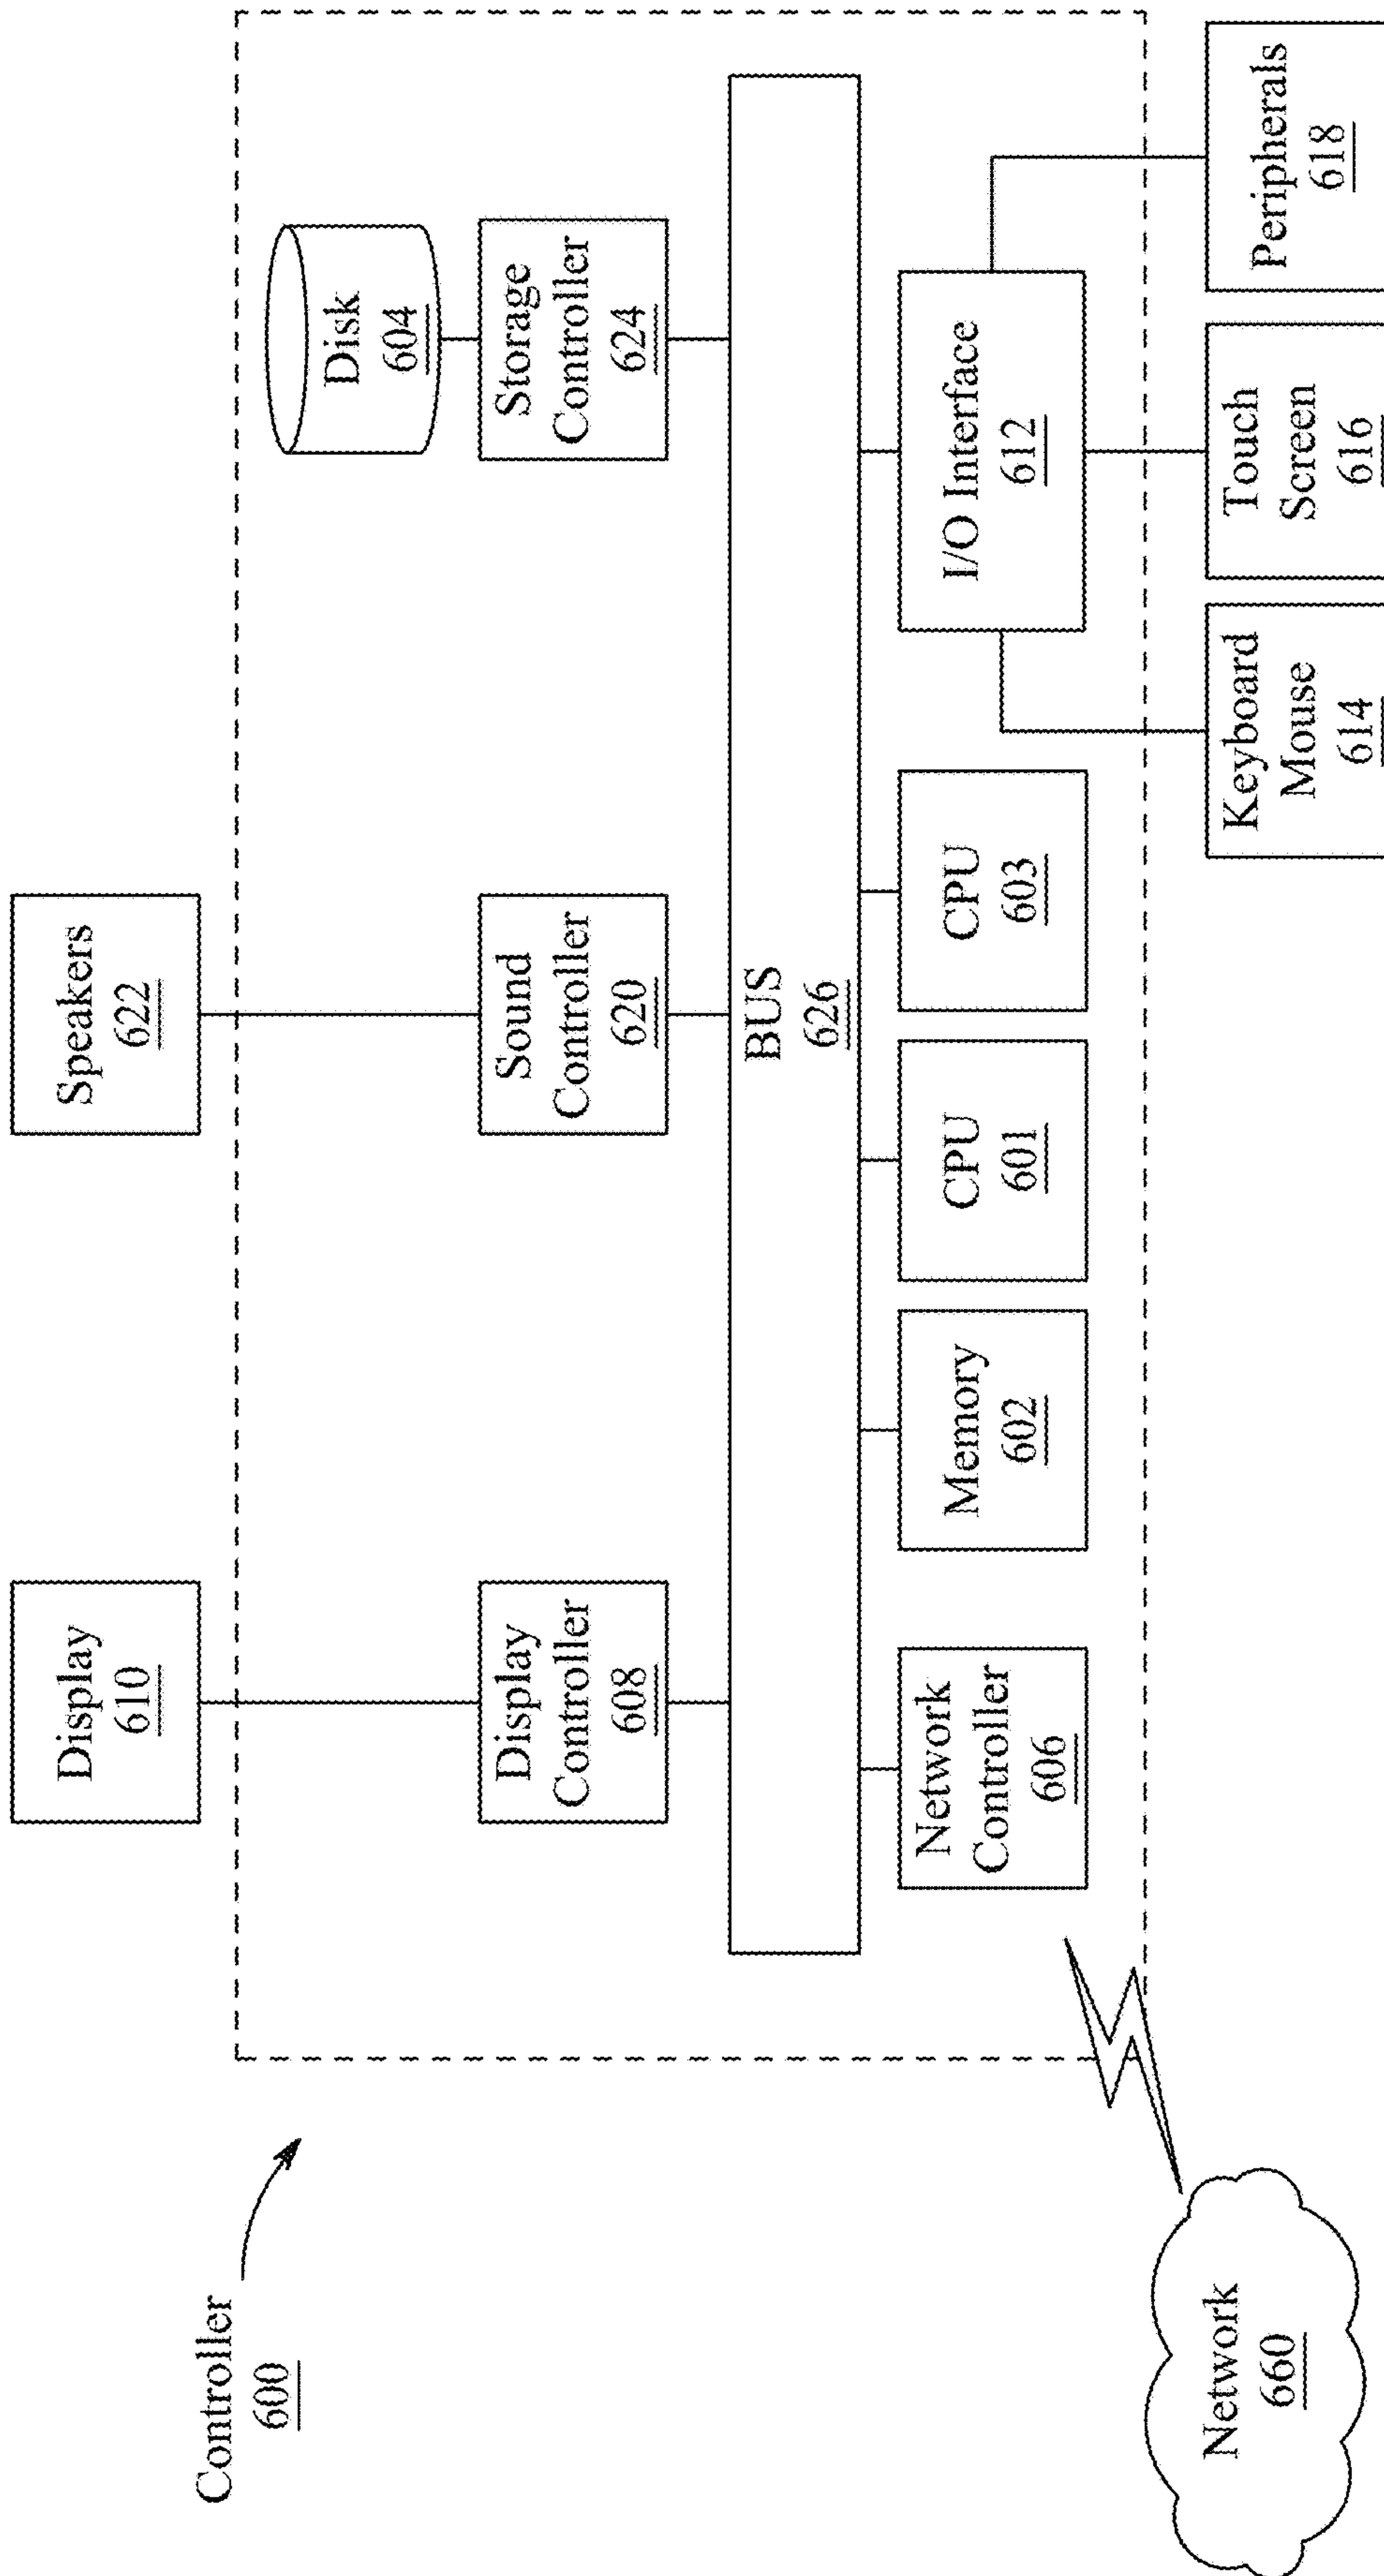 Controller
600
Display
610
Speakers
622
Disk
604
Display
Controller
608
Sound
Controller
620
Storage
Controller
624
BUS
626
Network
Controller
606
Memory
602
CPU
601
CPU
603
I/O Interface
612
Network
660
Keyboard
Mouse
614
Touch
Screen
616
Peripherals
618